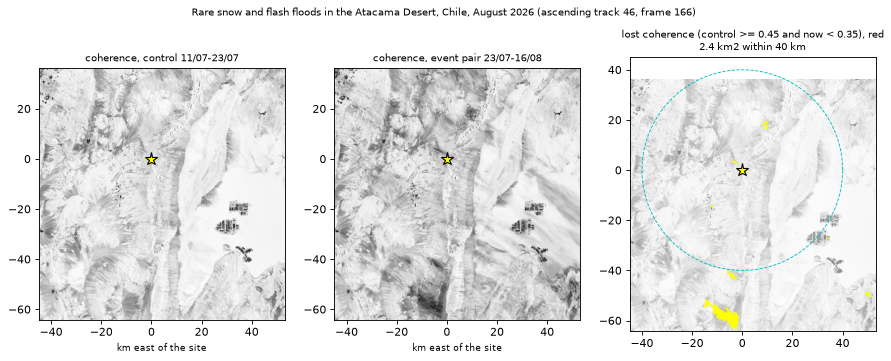 Rare snow and flash floods in the Atacama Desert, Chile, August 2026 (ascending track 46, frame 166)
coherence, control 11/07-23/07
coherence, event pair 23/07-16/08
lost coherence (control >= 0.45 and now < 0.35), red
2.4 km2 within 40 km
20
0
−20
−40
−60
−40 −20 0 20 40
km east of the site
20
0
−20
−40
−60
−40 −20 0 20 40
km east of the site
40
20
0
−20
−40
−60
−40 −20 0 20 40